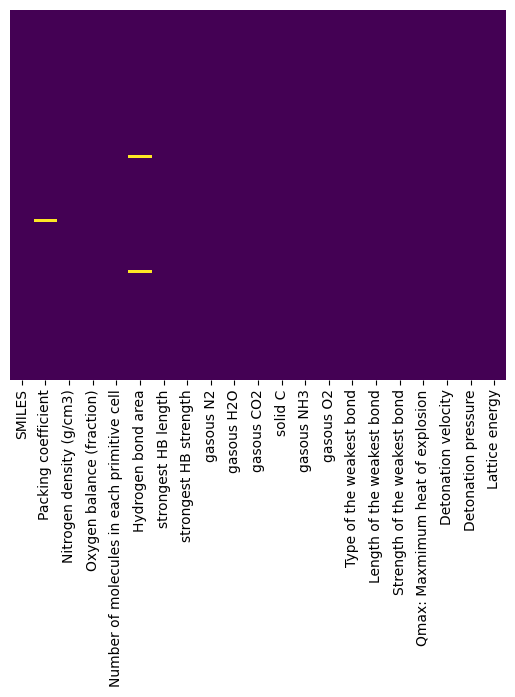 SMILES
Packing coefficient
Nitrogen density (g/cm3)
Oxygen balance (fraction)
Number of molecules in each primitive cell
Hydrogen bond area
strongest HB length
strongest HB strength
gasous N2
gasous H2O
gasous CO2
solid C
gasous NH3
gasous O2
Type of the weakest bond
Length of the weakest bond
Strength of the weakest bond
Qmax: Maxmimum heat of explosion
Detonation velocity
Detonation pressure
Lattice energy